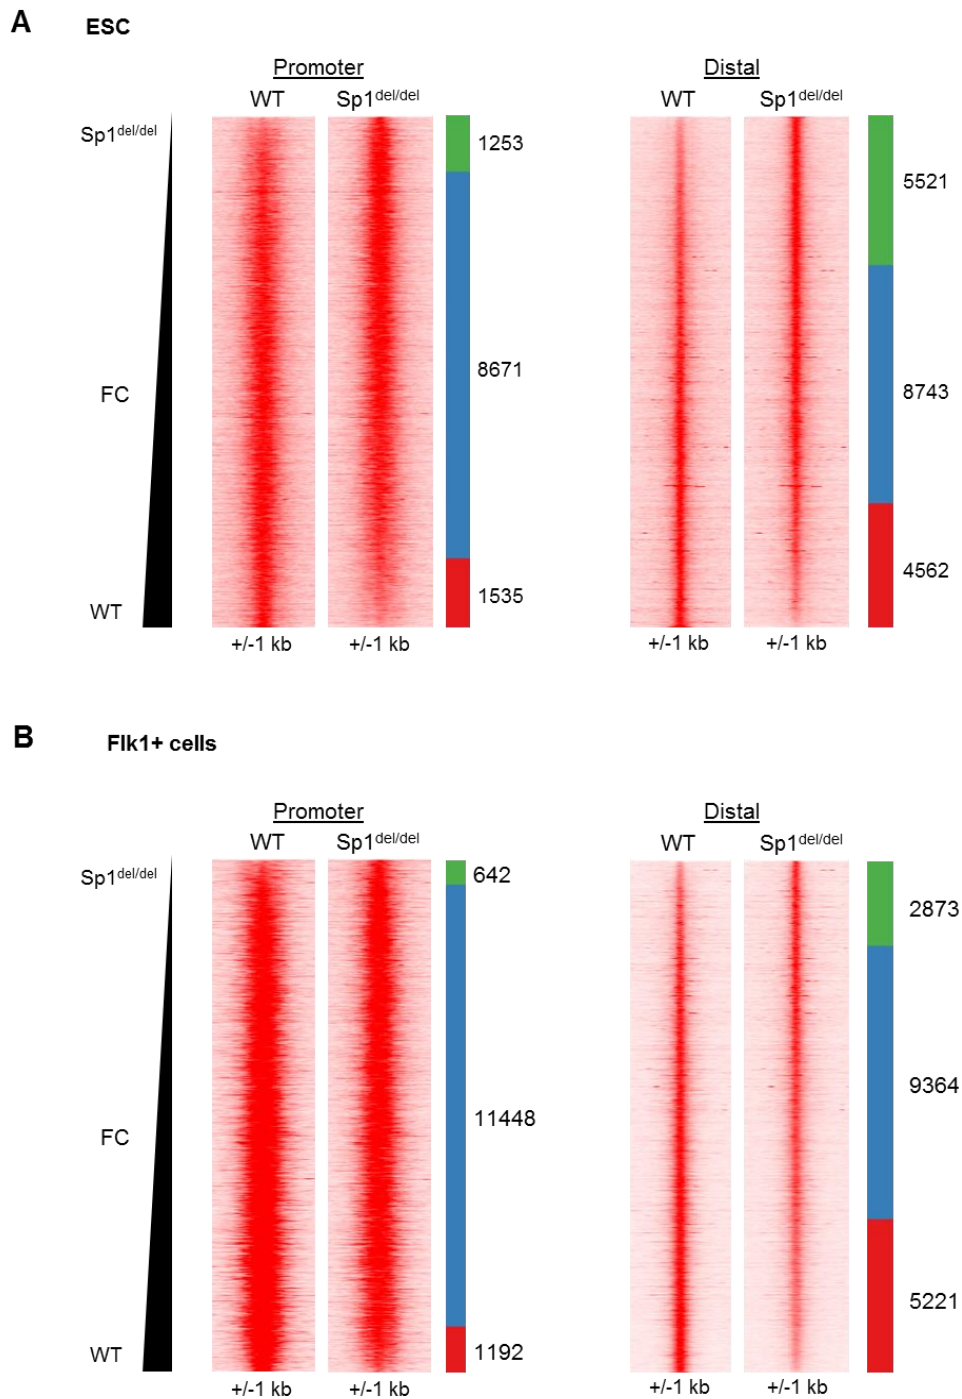 A
ESC
Promoter
Distal
WT
Sp1del/del
WT
Sp1del/del
Sp1del/del
1253
5521
FC
8671
8743
WT
1535
4562
+/-1 kb
+/-1 kb
+/-1 kb
+/-1 kb
B
Flk1+ cells
Promoter
Distal
WT
Sp1del/del
WT
Sp1del/del
Sp1del/del
642
2873
FC
11448
9364
WT
1192
5221
+/-1 kb
+/-1 kb
+/-1 kb
+/-1 kb